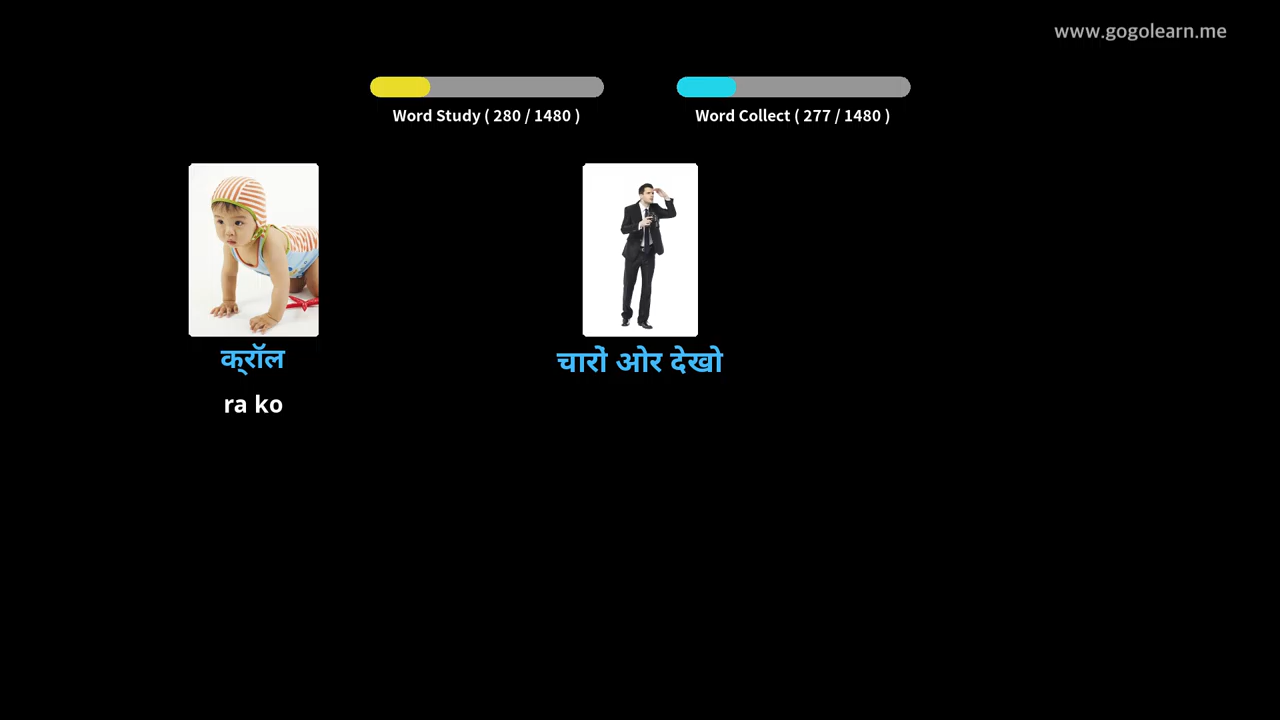 www.gogolearn.me
Word Study ( 280 / 1480 )
Word Collect ( 277 / 1480 )
क्रॉल
चारों ओर देखो
ra ko